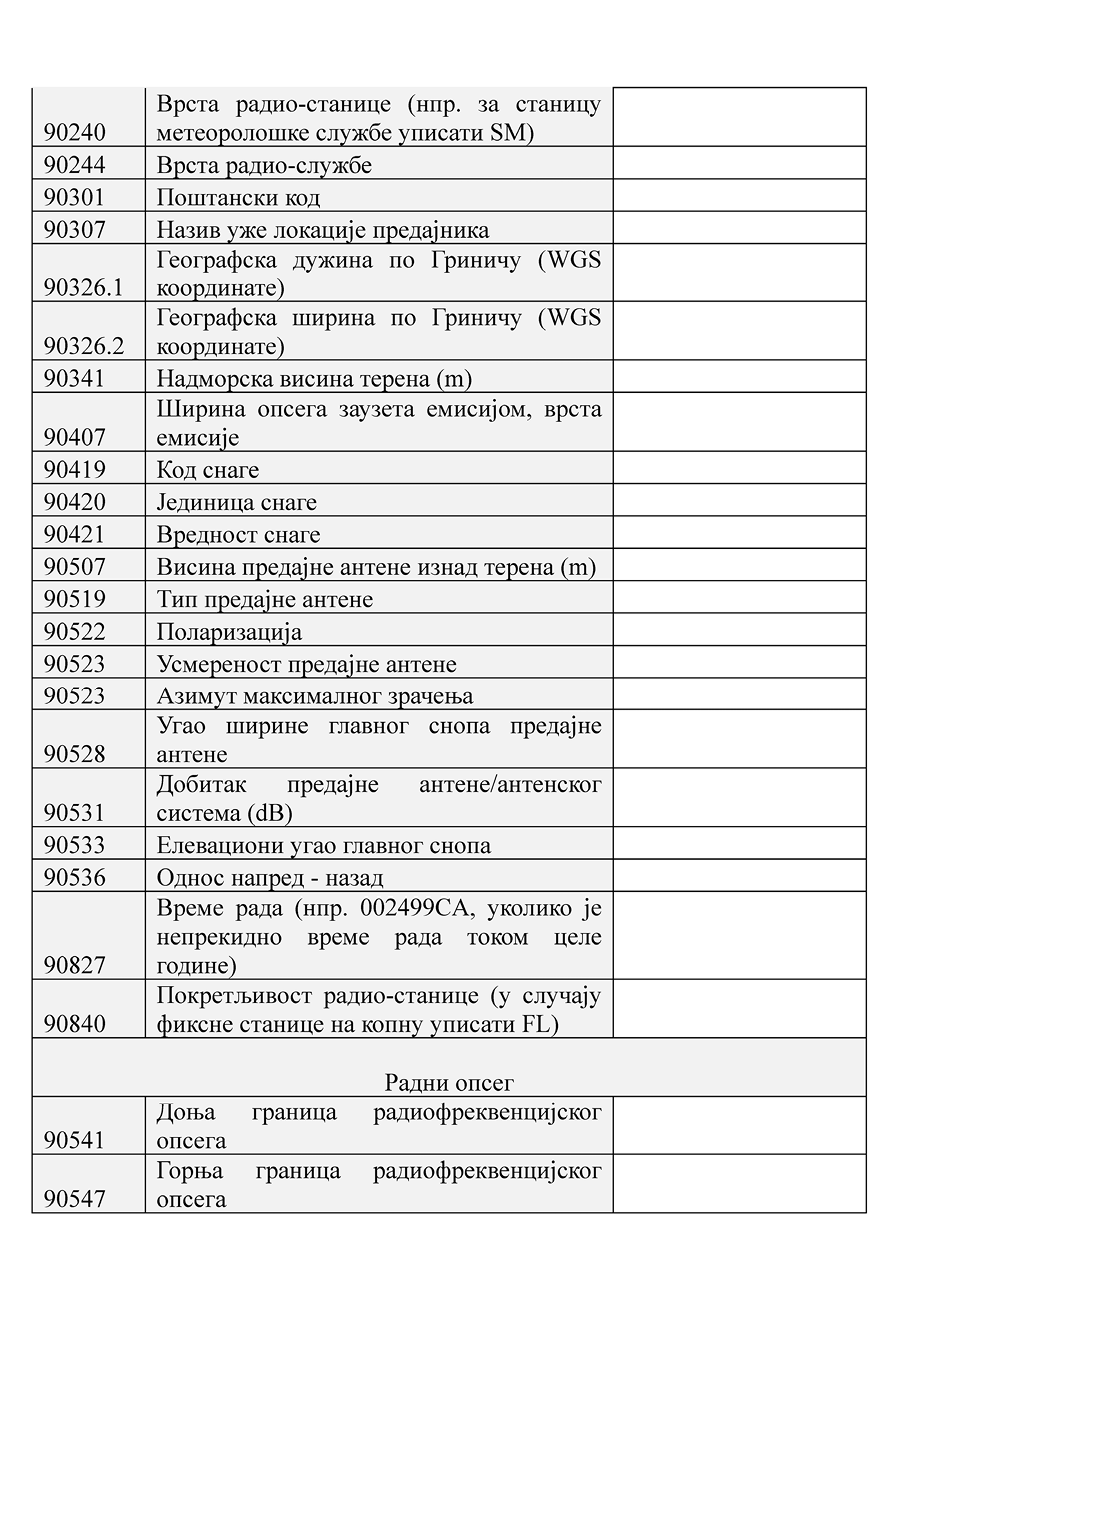 Врста радио-станице (нпр. за станицу
90240 метеоролошке службе уписати SM)
90244 Врста радио-службе
90301 Поштански код
90307 Назив уже локације предајника
Географска дужина по Гриничу (WGS
90326.1 координате)
Географска ширина по Гриничу (WGS
90326.2 координате)
90341 Надморска висина терена (m)
Ширина опсега заузета емисијом, врста
90407 емисије
90419 Код снаге
90420 Јединица снаге
90421 Вредност снаге
90507 Висина предајне антене изнад терена (m)
90519 Тип предајне антене
90522 Поларизација
90523 Усмереност предајне антене
90523 Азимут максималног зрачења
Угао ширине главног снопа предајне
90528 антене
Добитак предајне антене/антенског
90531 система (dB)
90533 Елевациони угао главног снопа
90536 Однос напред - назад
Време рада (нпр. 002499CA, уколико је
непрекидно време рада током целе
90827 године)
Покретљивост радио-станице (у случају
90840 фиксне станице на копну уписати FL)
Радни опсег
Доња граница радиофреквенцијског
90541 опсега
Горња граница радиофреквенцијског
90547 опсега